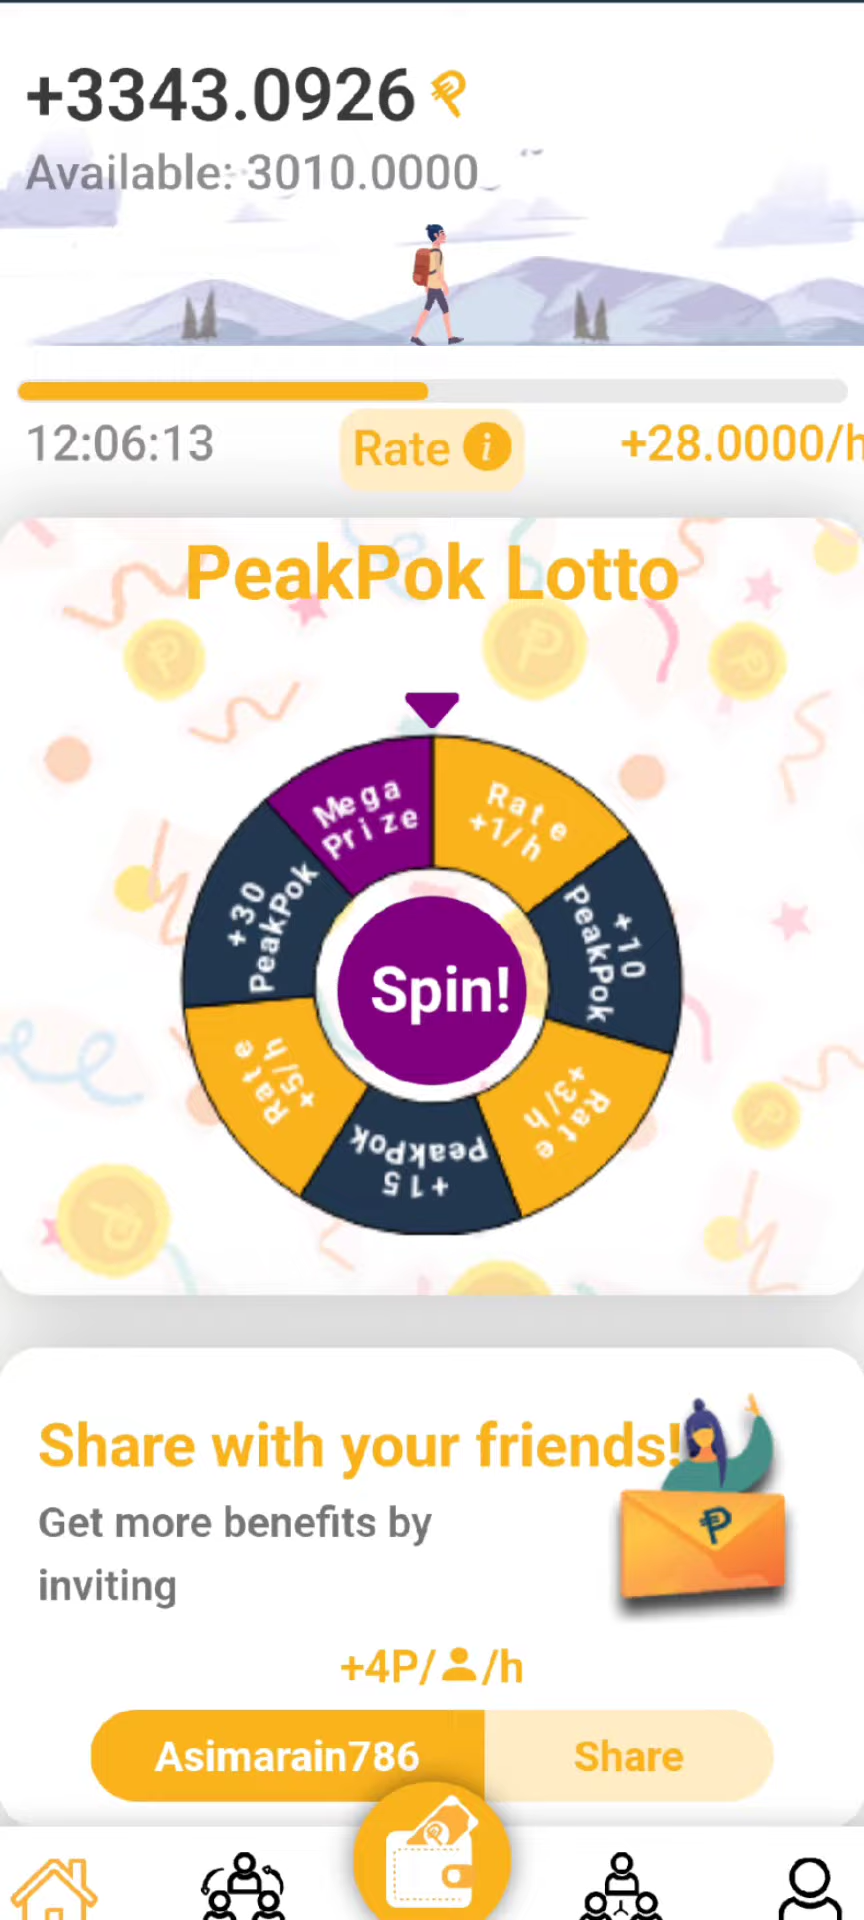 +3343.0926
Available: 3010.0000
12:06:13
Rate i
+28.0000/h
PeakPok Lotto
Mega
Prize
Rate
+1/h
+10
PeakPok
Rate
+3/h
+15
PeakPok
Rate
+5/h
+30
PeakPok
Spin!
Share with your friends!
Get more benefits by
inviting
+4P/ /h
Asimarain786
Share